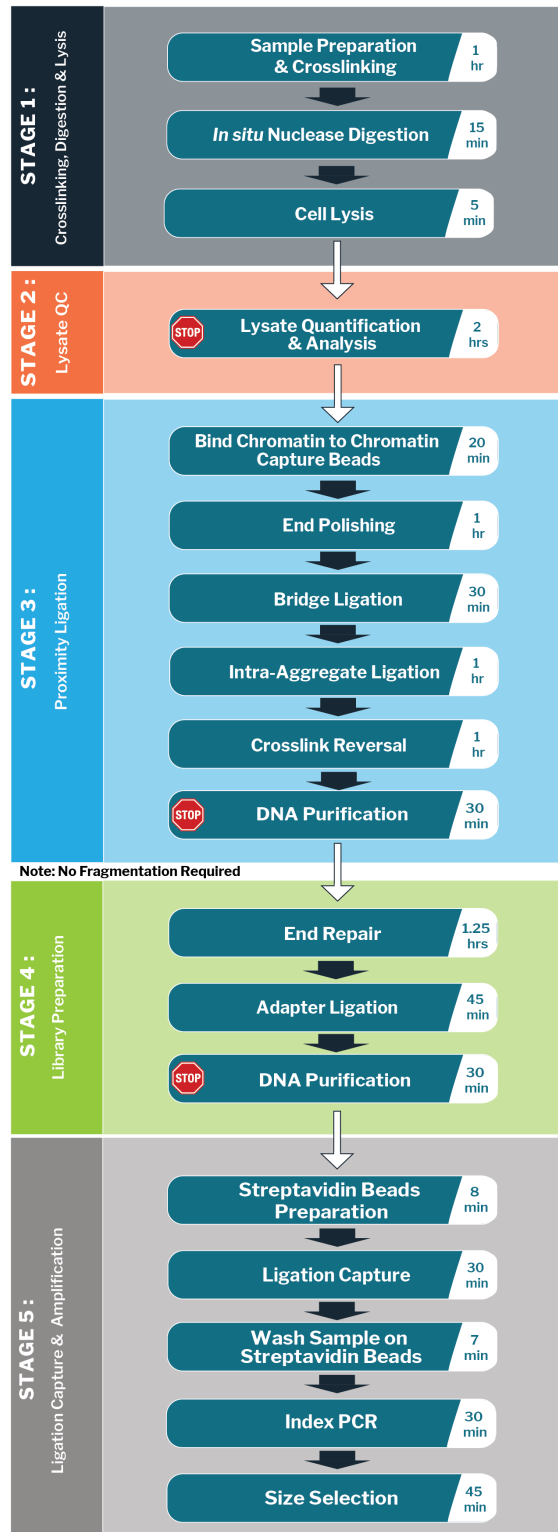 STAGE 1 :
Crosslinking, Digestion & Lysis
Sample Preparation
& Crosslinking
1
hr
In situ Nuclease Digestion
15
min
Cell Lysis
5
min
STAGE 2 :
Lysate QC
STOP
Lysate Quantification
& Analysis
2
hrs
STAGE 3 :
Proximity Ligation
Bind Chromatin to Chromatin
Capture Beads
20
min
End Polishing
1
hr
Bridge Ligation
30
min
Intra-Aggregate Ligation
1
hr
Crosslink Reversal
1
hr
STOP
DNA Purification
30
min
Note: No Fragmentation Required
STAGE 4 :
Library Preparation
End Repair
1.25
hrs
Adapter Ligation
45
min
STOP
DNA Purification
30
min
STAGE 5 :
Ligation Capture & Amplification
Streptavidin Beads
Preparation
8
min
Ligation Capture
30
min
Wash Sample on
Streptavidin Beads
7
min
Index PCR
30
min
Size Selection
45
min